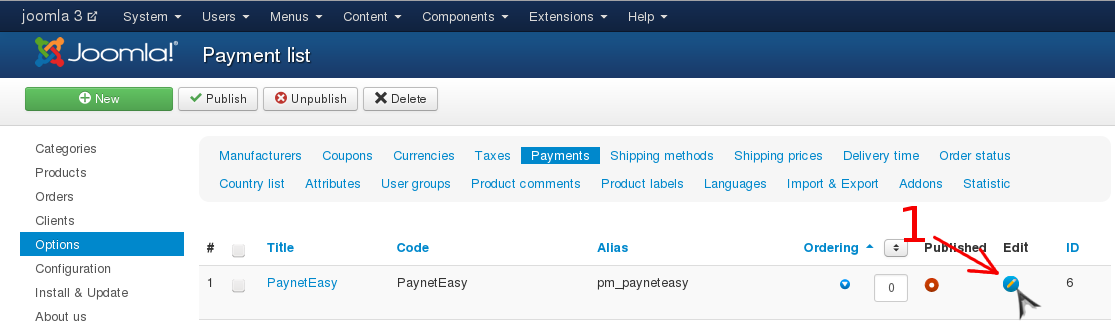 joomla 3 System Users Menus Content Components Extensions Help
Joomla!® Payment list
New Publish Unpublish Delete
Categories
Products
Orders
Clients
Options
Configuration
Install & Update
About us
Manufacturers Coupons Currencies Taxes Payments Shipping methods Shipping prices Delivery time Order status
Country list Attributes User groups Product comments Product labels Languages Import & Export Addons Statistic
1
# Title Code Alias Ordering Published Edit ID
1 PaynetEasy PaynetEasy pm_payneteasy 0 6